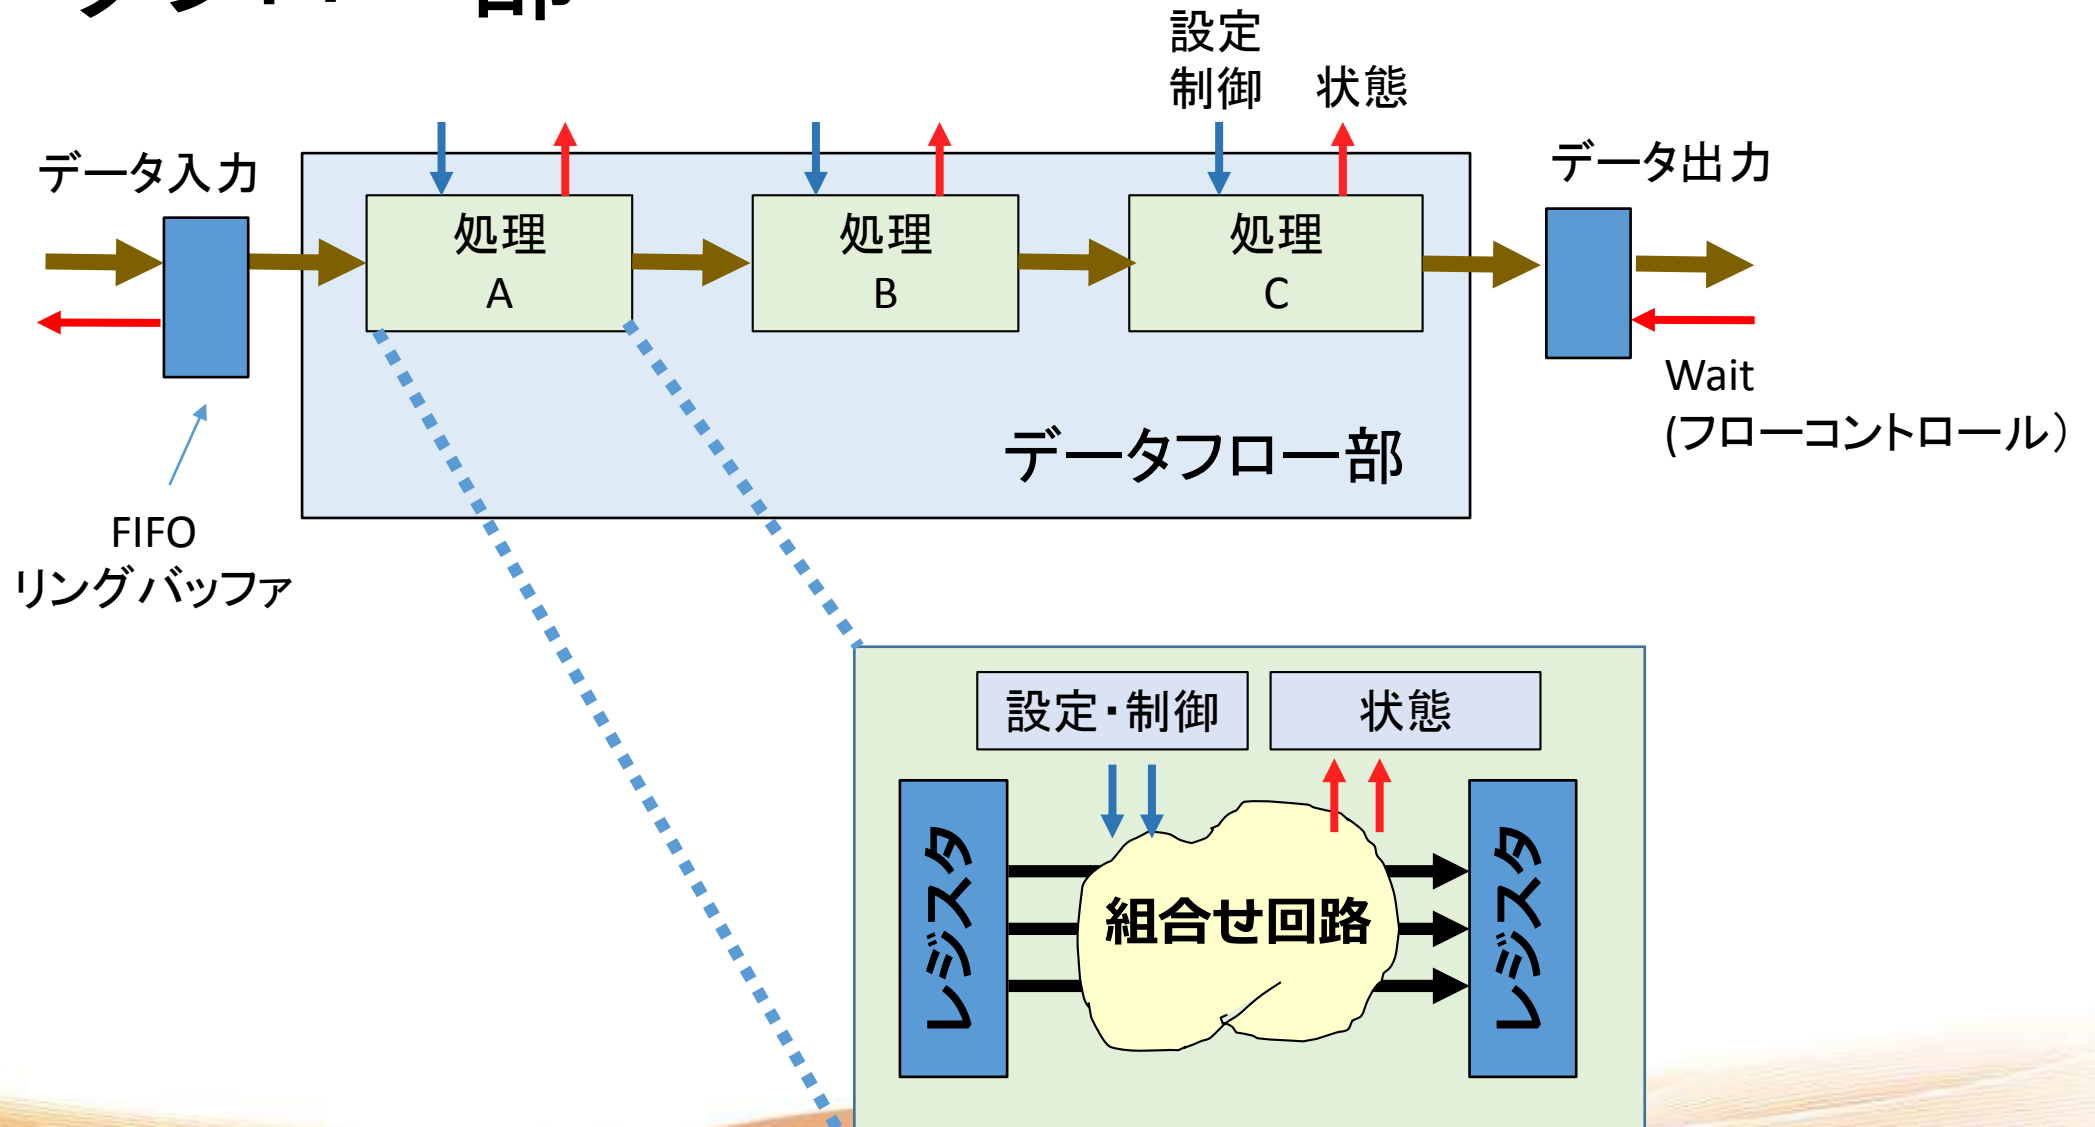 設定
制御
状態
データ入力
データ出力
処理
A
処理
B
処理
C
Wait
(フローコントロール）
データフロー部
FIFO
リングバッファ
設定・制御
状態
レジスタ
組合せ回路
レジスタ